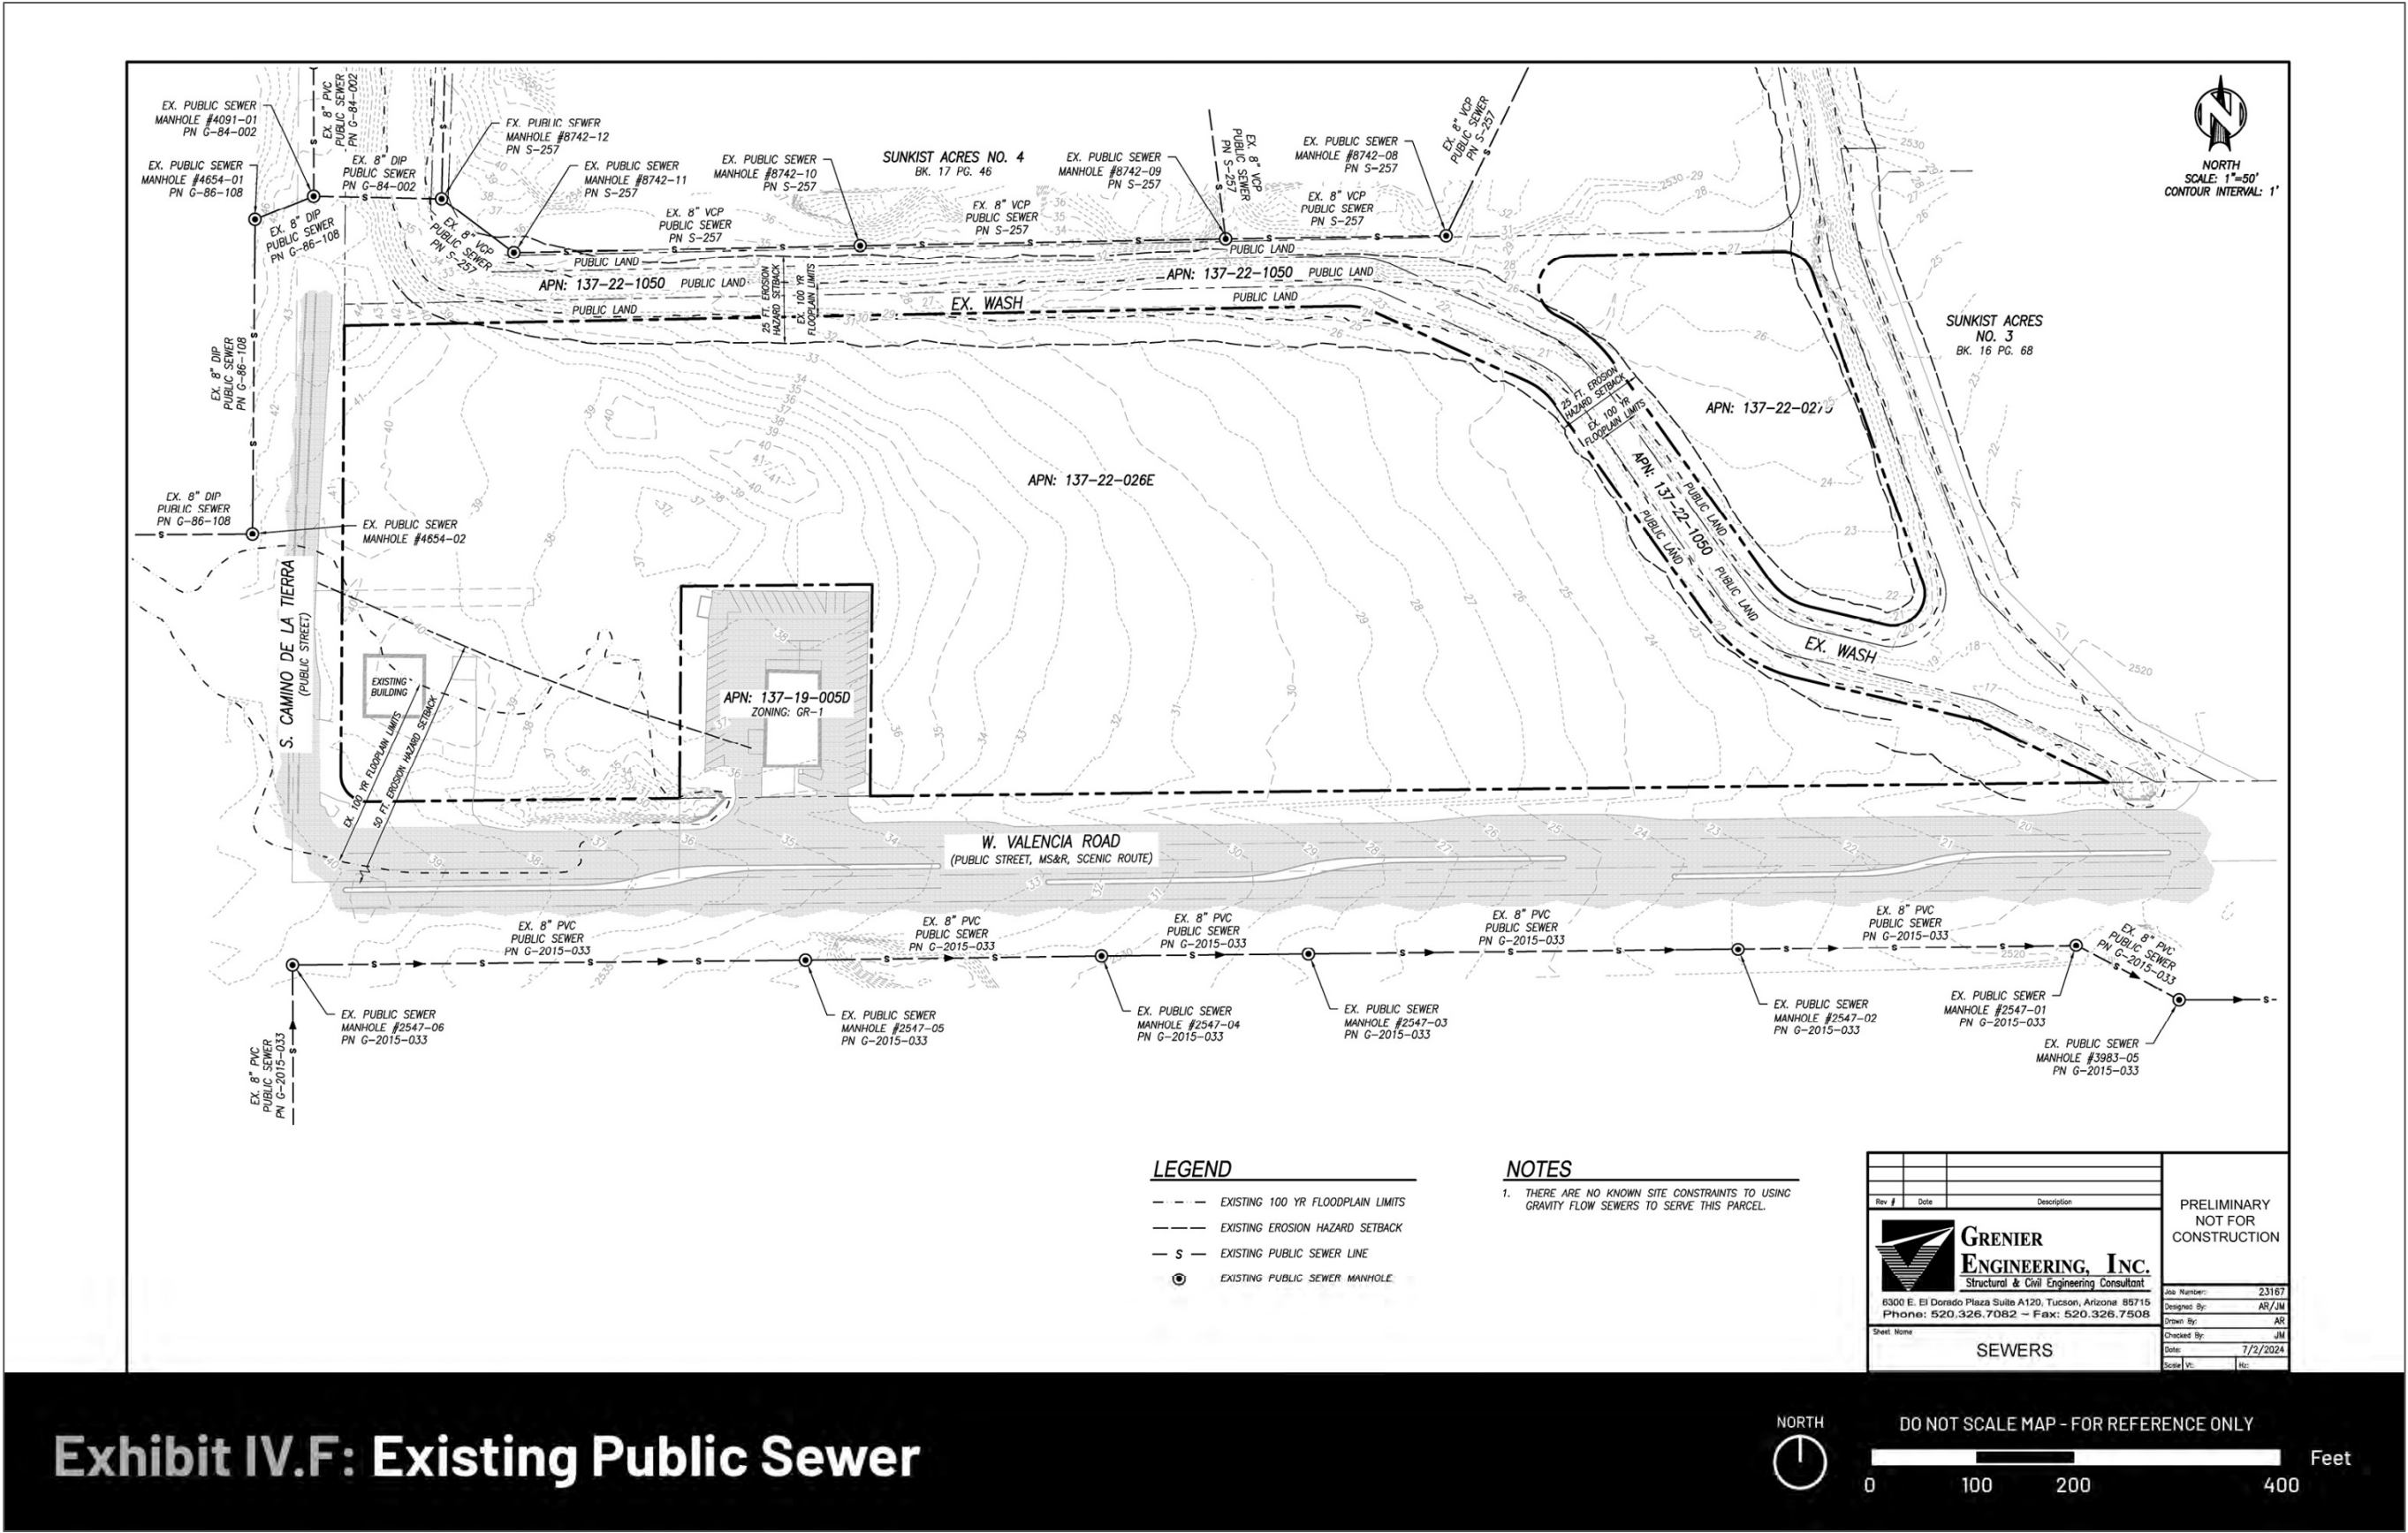 EX. PUBLIC SEWER
MANHOLE #4091-01
PN G-84-002
EX. 8" PVC
PUBLIC SEWER
PN G-84-002
EX. PUBLIC SEWER
MANHOLE #4654-01
PN G-86-108
EX. 8" DIP
PUBLIC SEWER
PN G-84-002
EX. 8" DIP
PUBLIC SEWER
PN G-86-108
EX. PUBLIC SEWER
MANHOLE #8742-12
PN S-257
EX. 8" VCP
PUBLIC SEWER
PN S-257
EX. PUBLIC SEWER
MANHOLE #8742-11
PN S-257
EX. 8" VCP
PUBLIC SEWER
PN S-257
EX. PUBLIC SEWER
MANHOLE #8742-10
PN S-257
SUNKIST ACRES NO. 4
BK. 17 PG. 46
EX. 8" VCP
PUBLIC SEWER
PN S-257
EX. PUBLIC SEWER
MANHOLE #8742-09
PN S-257
EX. 8" VCP
PUBLIC SEWER
PN S-257
EX. PUBLIC SEWER
MANHOLE #8742-08
PN S-257
EX. 8" VCP
PUBLIC SEWER
PN S-257
EX. 8" VCP
PUBLIC SEWER
PN S-257
NORTH
SCALE: 1"=50'
CONTOUR INTERVAL: 1'
PUBLIC LAND
APN: 137-22-1050 PUBLIC LAND
PUBLIC LAND
25 FT. EROSION
HAZARD SETBACK
EX. 100 YR
FLOOPLAIN LIMITS
EX. WASH
PUBLIC LAND
APN: 137-22-1050 PUBLIC LAND
PUBLIC LAND
SUNKIST ACRES
NO. 3
BK. 16 PG. 68
EX. 8" DIP
PUBLIC SEWER
PN G-86-108
25 FT. EROSION
HAZARD SETBACK
EX. 100 YR
FLOOPLAIN LIMITS
APN: 137-22-027J
APN: 137-22-026E
PUBLIC LAND
APN: 137-22-1050
PUBLIC LAND
PUBLIC LAND
EX. WASH
EX. 8" DIP
PUBLIC SEWER
PN G-86-108
EX. PUBLIC SEWER
MANHOLE #4654-02
S. CAMINO DE LA TIERRA
(PUBLIC STREET)
EXISTING
BUILDING
EX. 100 YR FLOOPLAIN LIMITS
50 FT. EROSION HAZARD SETBACK
APN: 137-19-005D
ZONING: GR-1
W. VALENCIA ROAD
(PUBLIC STREET, MS&R, SCENIC ROUTE)
EX. 8" PVC
PUBLIC SEWER
PN G-2015-033
EX. 8" PVC
PUBLIC SEWER
PN G-2015-033
EX. 8" PVC
PUBLIC SEWER
PN G-2015-033
EX. 8" PVC
PUBLIC SEWER
PN G-2015-033
EX. 8" PVC
PUBLIC SEWER
PN G-2015-033
EX. 8" PVC
PUBLIC SEWER
PN G-2015-033
EX. PUBLIC SEWER
MANHOLE #2547-06
PN G-2015-033
EX. PUBLIC SEWER
MANHOLE #2547-05
PN G-2015-033
EX. PUBLIC SEWER
MANHOLE #2547-04
PN G-2015-033
EX. PUBLIC SEWER
MANHOLE #2547-03
PN G-2015-033
EX. PUBLIC SEWER
MANHOLE #2547-02
PN G-2015-033
EX. PUBLIC SEWER
MANHOLE #2547-01
PN G-2015-033
EX. PUBLIC SEWER
MANHOLE #3983-05
PN G-2015-033
EX. 8" PVC
PUBLIC SEWER
PN G-2015-033
LEGEND
EXISTING 100 YR FLOODPLAIN LIMITS
EXISTING EROSION HAZARD SETBACK
S EXISTING PUBLIC SEWER LINE
EXISTING PUBLIC SEWER MANHOLE
NOTES
1. THERE ARE NO KNOWN SITE CONSTRAINTS TO USING
GRAVITY FLOW SEWERS TO SERVE THIS PARCEL.
Rev # Date Description
PRELIMINARY
NOT FOR
CONSTRUCTION
GRENIER
ENGINEERING, INC.
Structural & Civil Engineering Consultant
6300 E. El Dorado Plaza Suite A120, Tucson, Arizona 85715
Phone: 520.326.7082 - Fax: 520.326.7508
Sheet Name
SEWERS
Job Number: 23167
Designed By: AR/JM
Drawn By: AR
Checked By: JM
Date: 7/2/2024
Scale Vt: Hz:
Exhibit IV.F: Existing Public Sewer
NORTH
DO NOT SCALE MAP - FOR REFERENCE ONLY
Feet
0 100 200 400